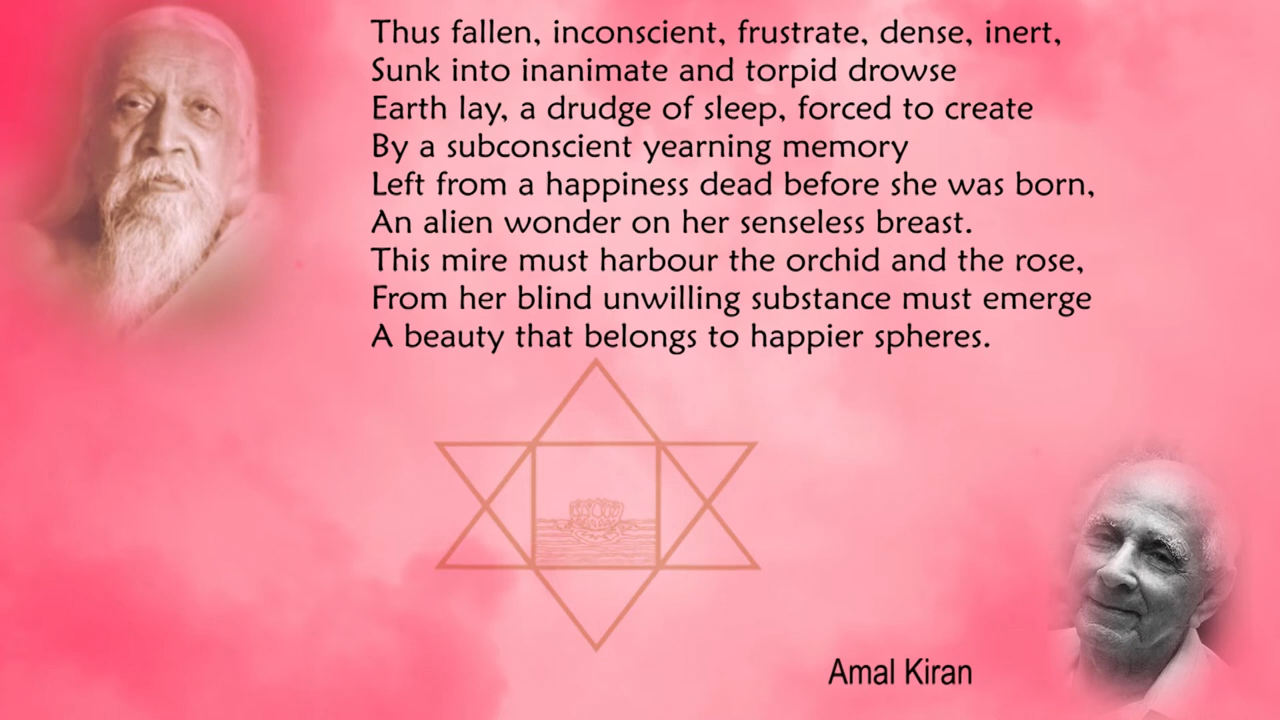 Thus fallen, inconscient, frustrate, dense, inert,
Sunk into inanimate and torpid drowse
Earth lay, a drudge of sleep, forced to create
By a subconscient yearning memory
Left from a happiness dead before she was born,
An alien wonder on her senseless breast.
This mire must harbour the orchid and the rose,
From her blind unwilling substance must emerge
A beauty that belongs to happier spheres.
Amal Kiran